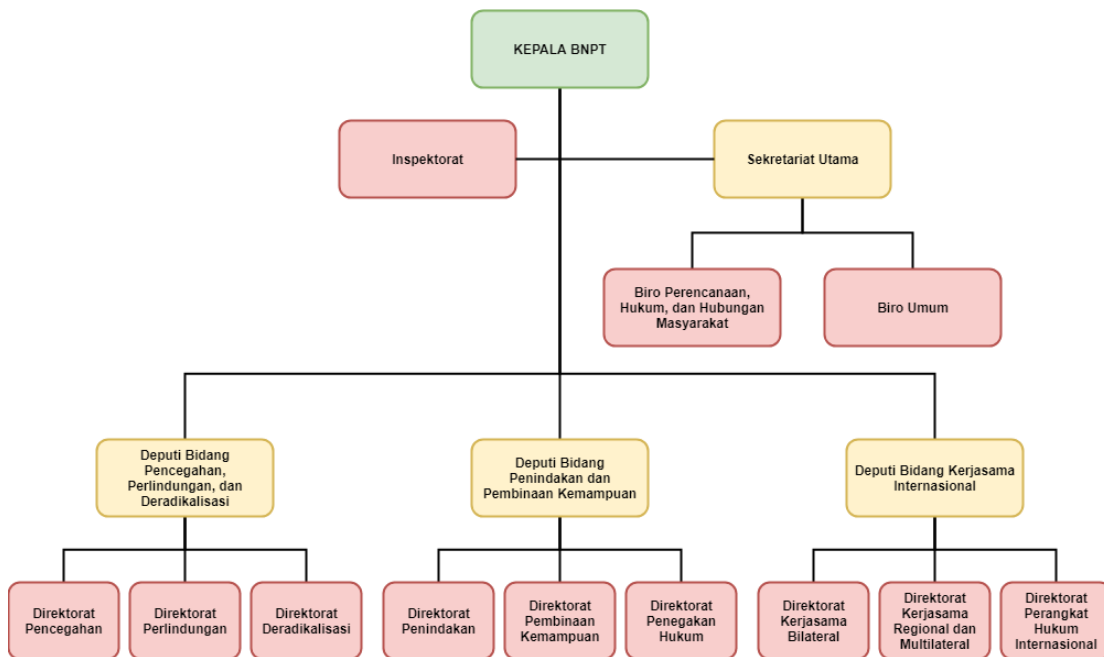 KEPALA BNPT
Inspektorat
Sekretariat Utama
Biro Perencanaan,
Hukum, dan Hubungan
Masyarakat
Biro Umum
Deputi Bidang
Pencegahan,
Perlindungan, dan
Deradikalisasi
Deputi Bidang
Penindakan dan
Pembinaan Kemampuan
Deputi Bidang Kerjasama
Internasional
Direktorat
Pencegahan
Direktorat
Perlindungan
Direktorat
Deradikalisasi
Direktorat
Penindakan
Direktorat
Pembinaan
Kemampuan
Direktorat
Penegakan
Hukum
Direktorat
Kerjasama
Bilateral
Direktorat
Kerjasama
Regional dan
Multilateral
Direktorat
Perangkat
Hukum
Internasional